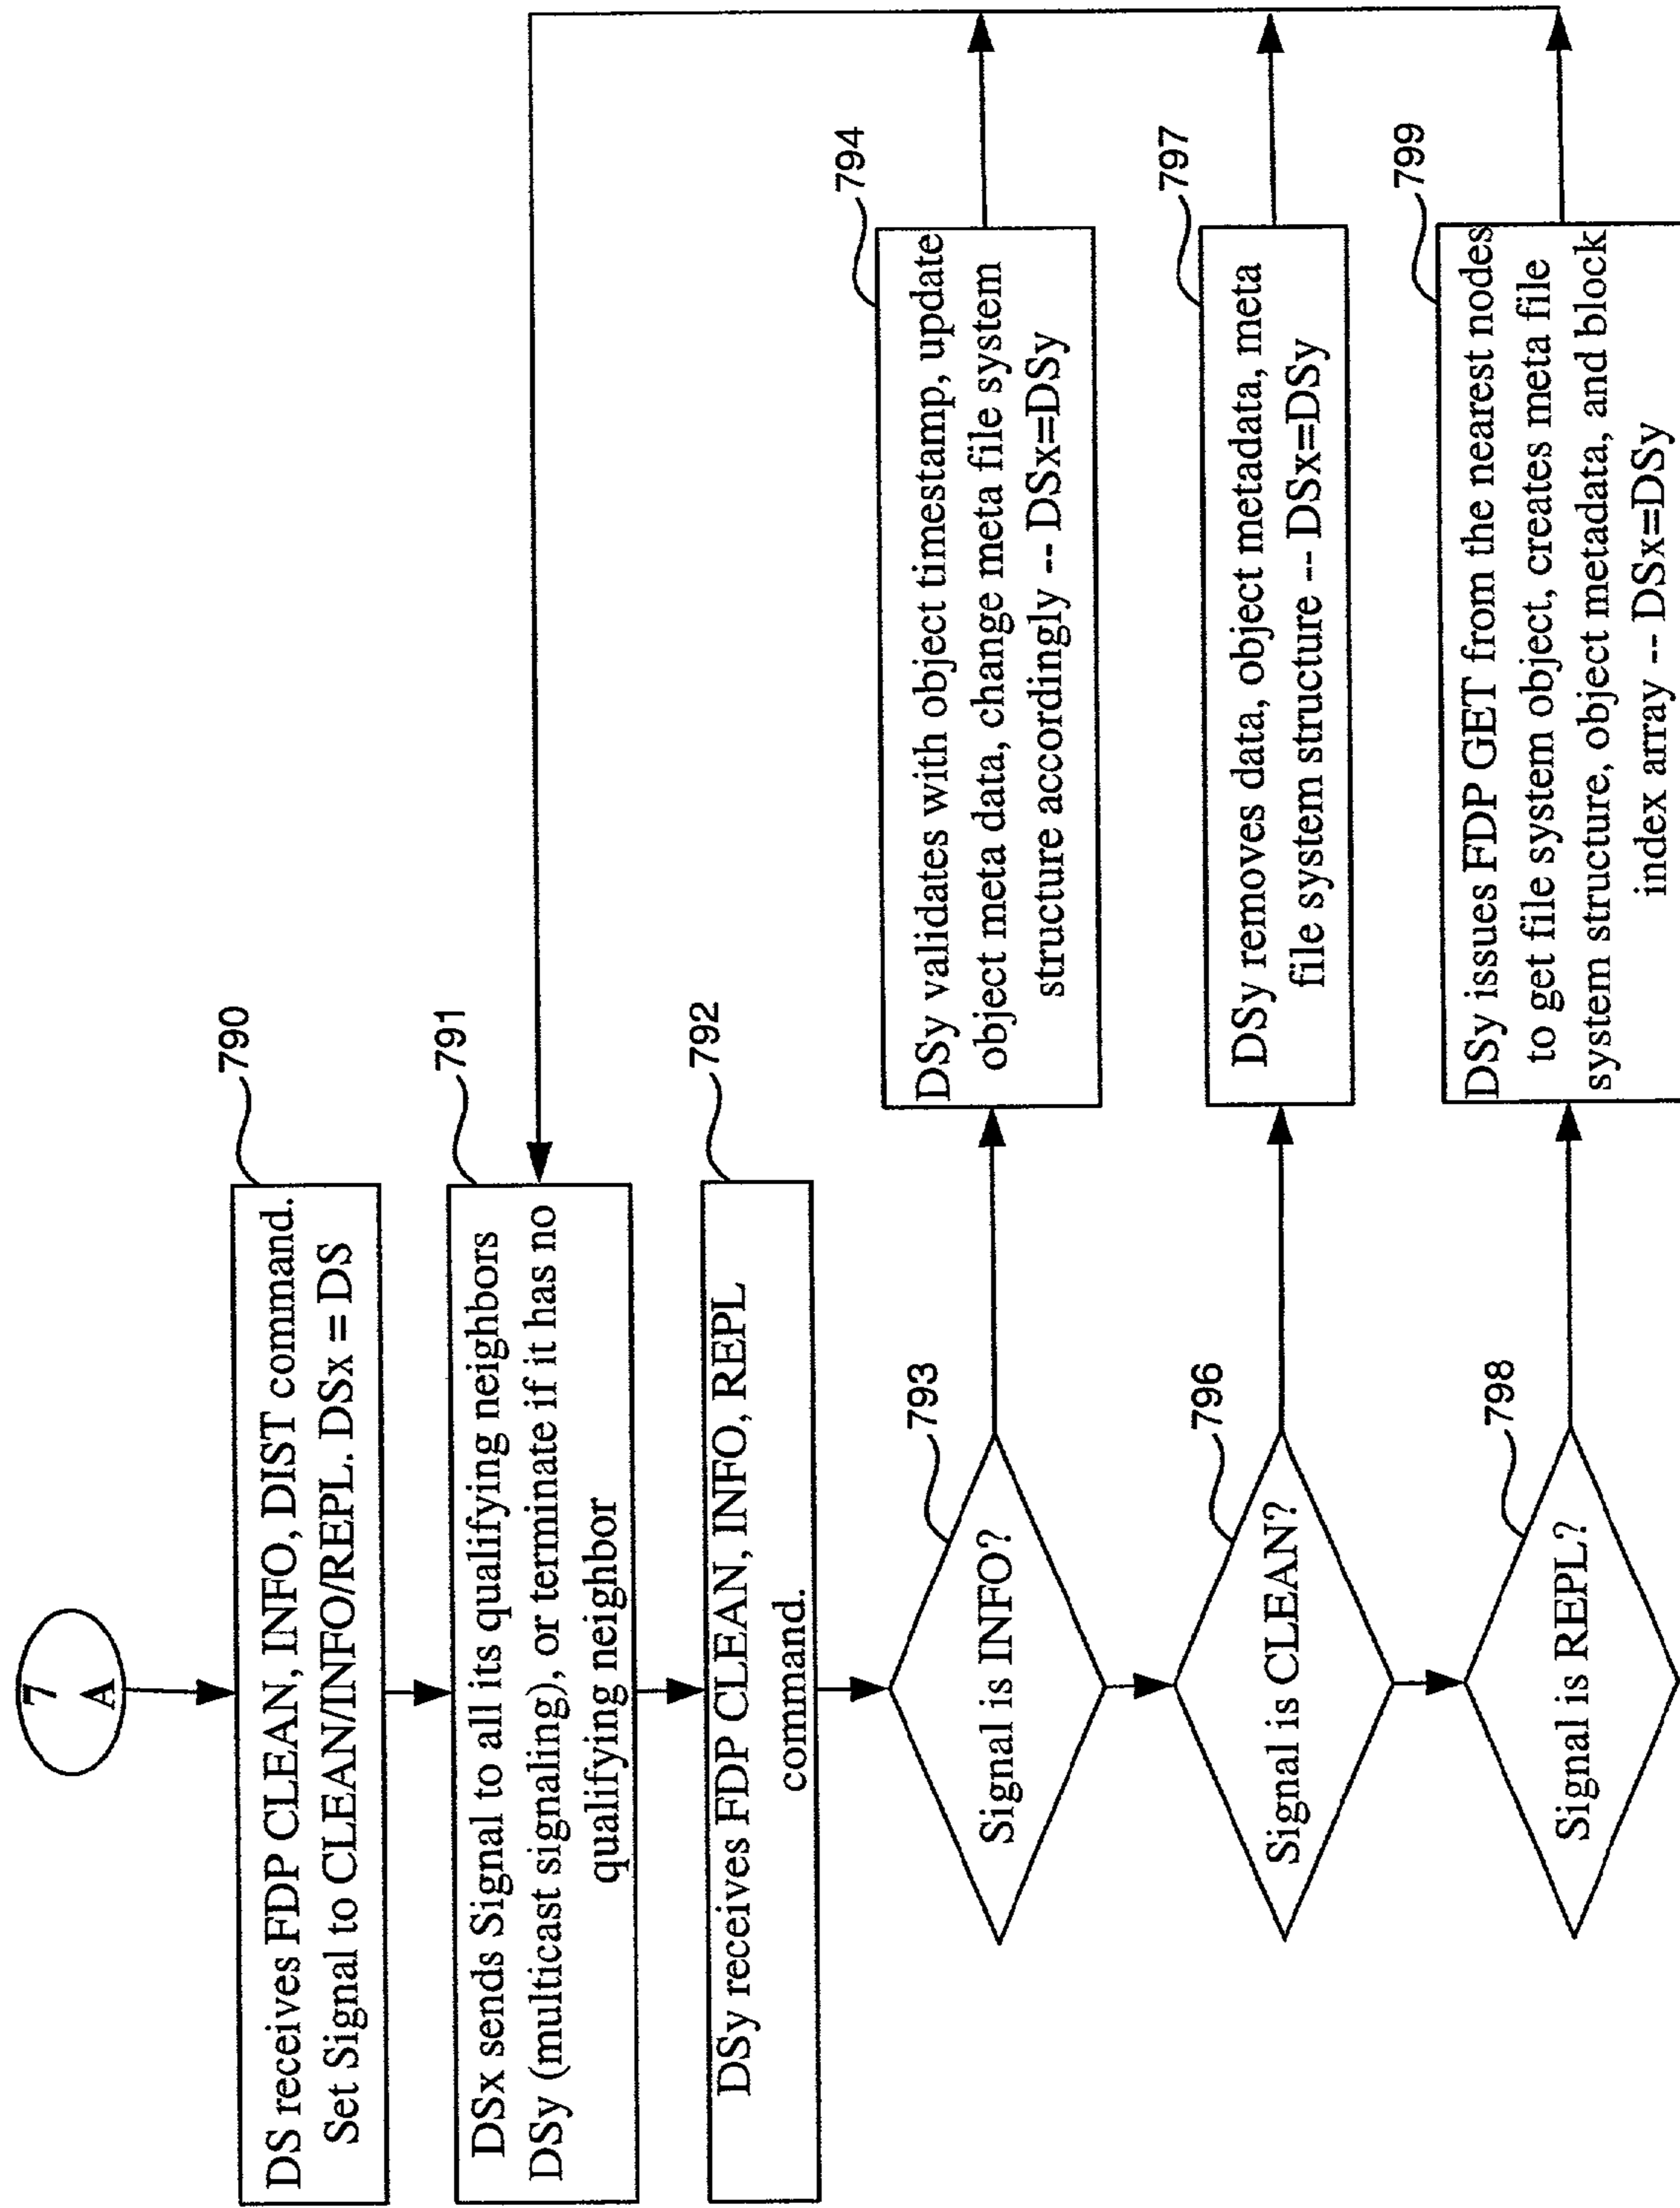 7
A
790
DS receives FDP CLEAN, INFO, DIST command.
Set Signal to CLEAN/INFO/REPL. DSx = DS
791
DSx sends Signal to all its qualifying neighbors
DSy (multicast signaling), or terminate if it has no
qualifying neighbor
792
DSy receives FDP CLEAN, INFO, REPL
command.
793
Signal is INFO?
794
DSy validates with object timestamp, update
object meta data, change meta file system
structure accordingly -- DSx=DSy
796
Signal is CLEAN?
797
DSy removes data, object metadata, meta
file system structure -- DSx=DSy
798
Signal is REPL?
799
DSy issues FDP GET from the nearest nodes
to get file system object, creates meta file
system structure, object metadata, and block
index array -- DSx=DSy